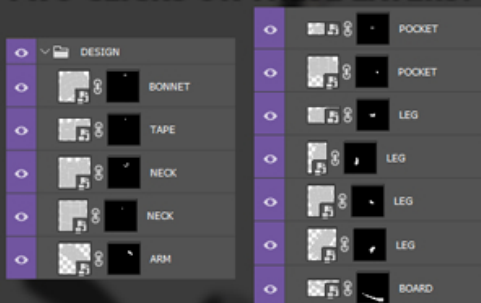 DESIGN
BONNET
TAPE
NECK
NECK
ARM
POCKET
POCKET
LEG
LEG
LEG
LEG
BOARD